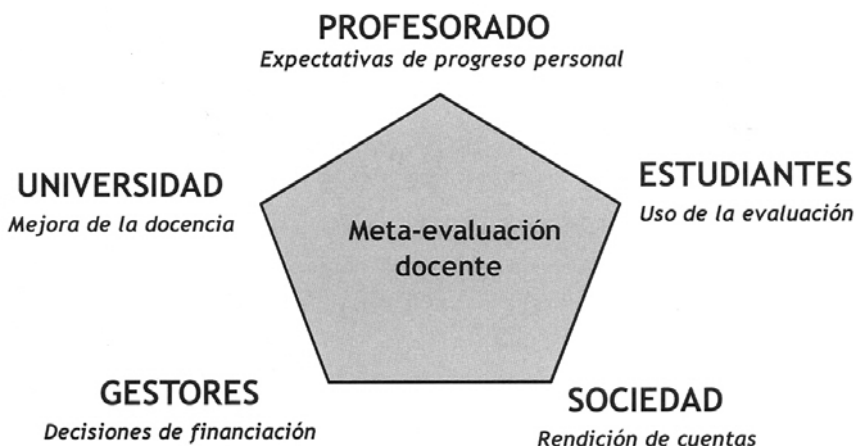 PROFESORADO
Expectativas de progreso personal
UNIVERSIDAD
Mejora de la docencia
ESTUDIANTES
Uso de la evaluación
Meta-evaluación
docente
GESTORES
Decisiones de financiación
SOCIEDAD
Rendición de cuentas